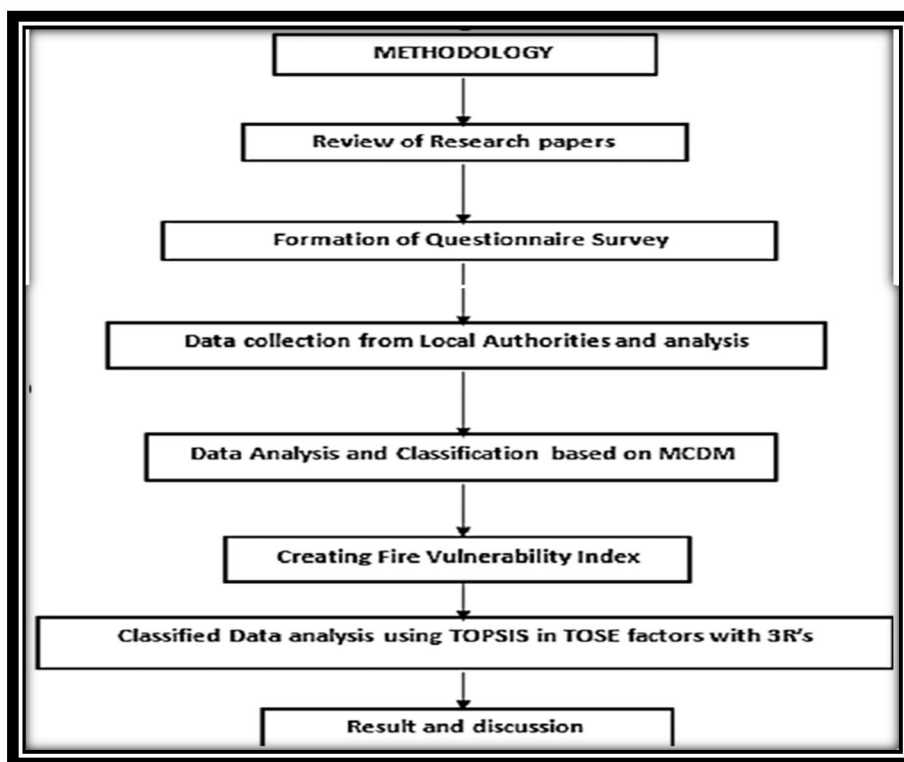 METHODOLOGY
Review of Research papers
Formation of Questionnaire Survey
Data collection from Local Authorities and analysis
Data Analysis and Classification based on MCDM
Creating Fire Vulnerability Index
Classified Data analysis using TOPSIS in TOSE factors with 3R's
Result and discussion